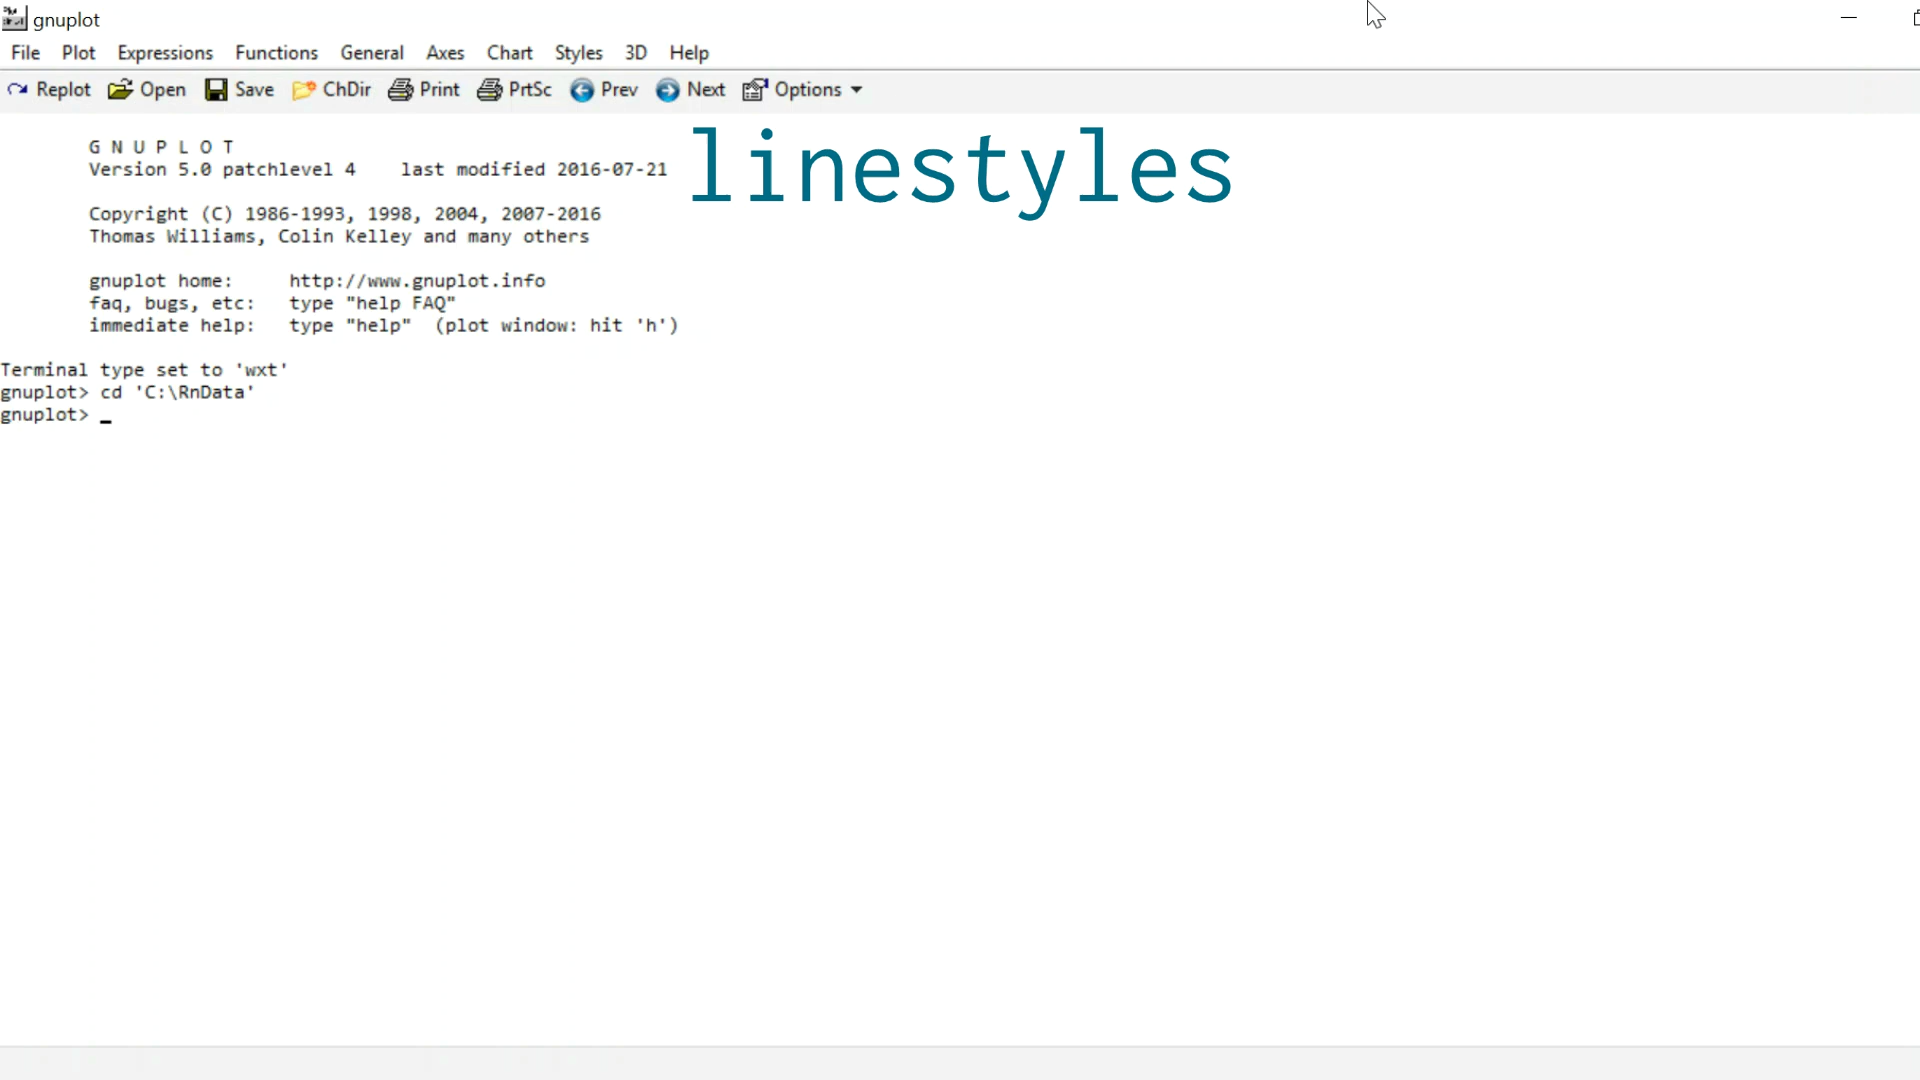 gnuplot
File Plot Expressions Functions General Axes Chart Styles 3D Help
Replot Open Save ChDir Print PrtSc Prev Next Options
linestyles
G N U P L O T
Version 5.0 patchlevel 4 last modified 2016-07-21
Copyright (C) 1986-1993, 1998, 2004, 2007-2016
Thomas Williams, Colin Kelley and many others
gnuplot home: http://www.gnuplot.info
faq, bugs, etc: type "help FAQ"
immediate help: type "help" (plot window: hit 'h')
Terminal type set to 'wxt'
gnuplot> cd 'C:\RnData'
gnuplot> _